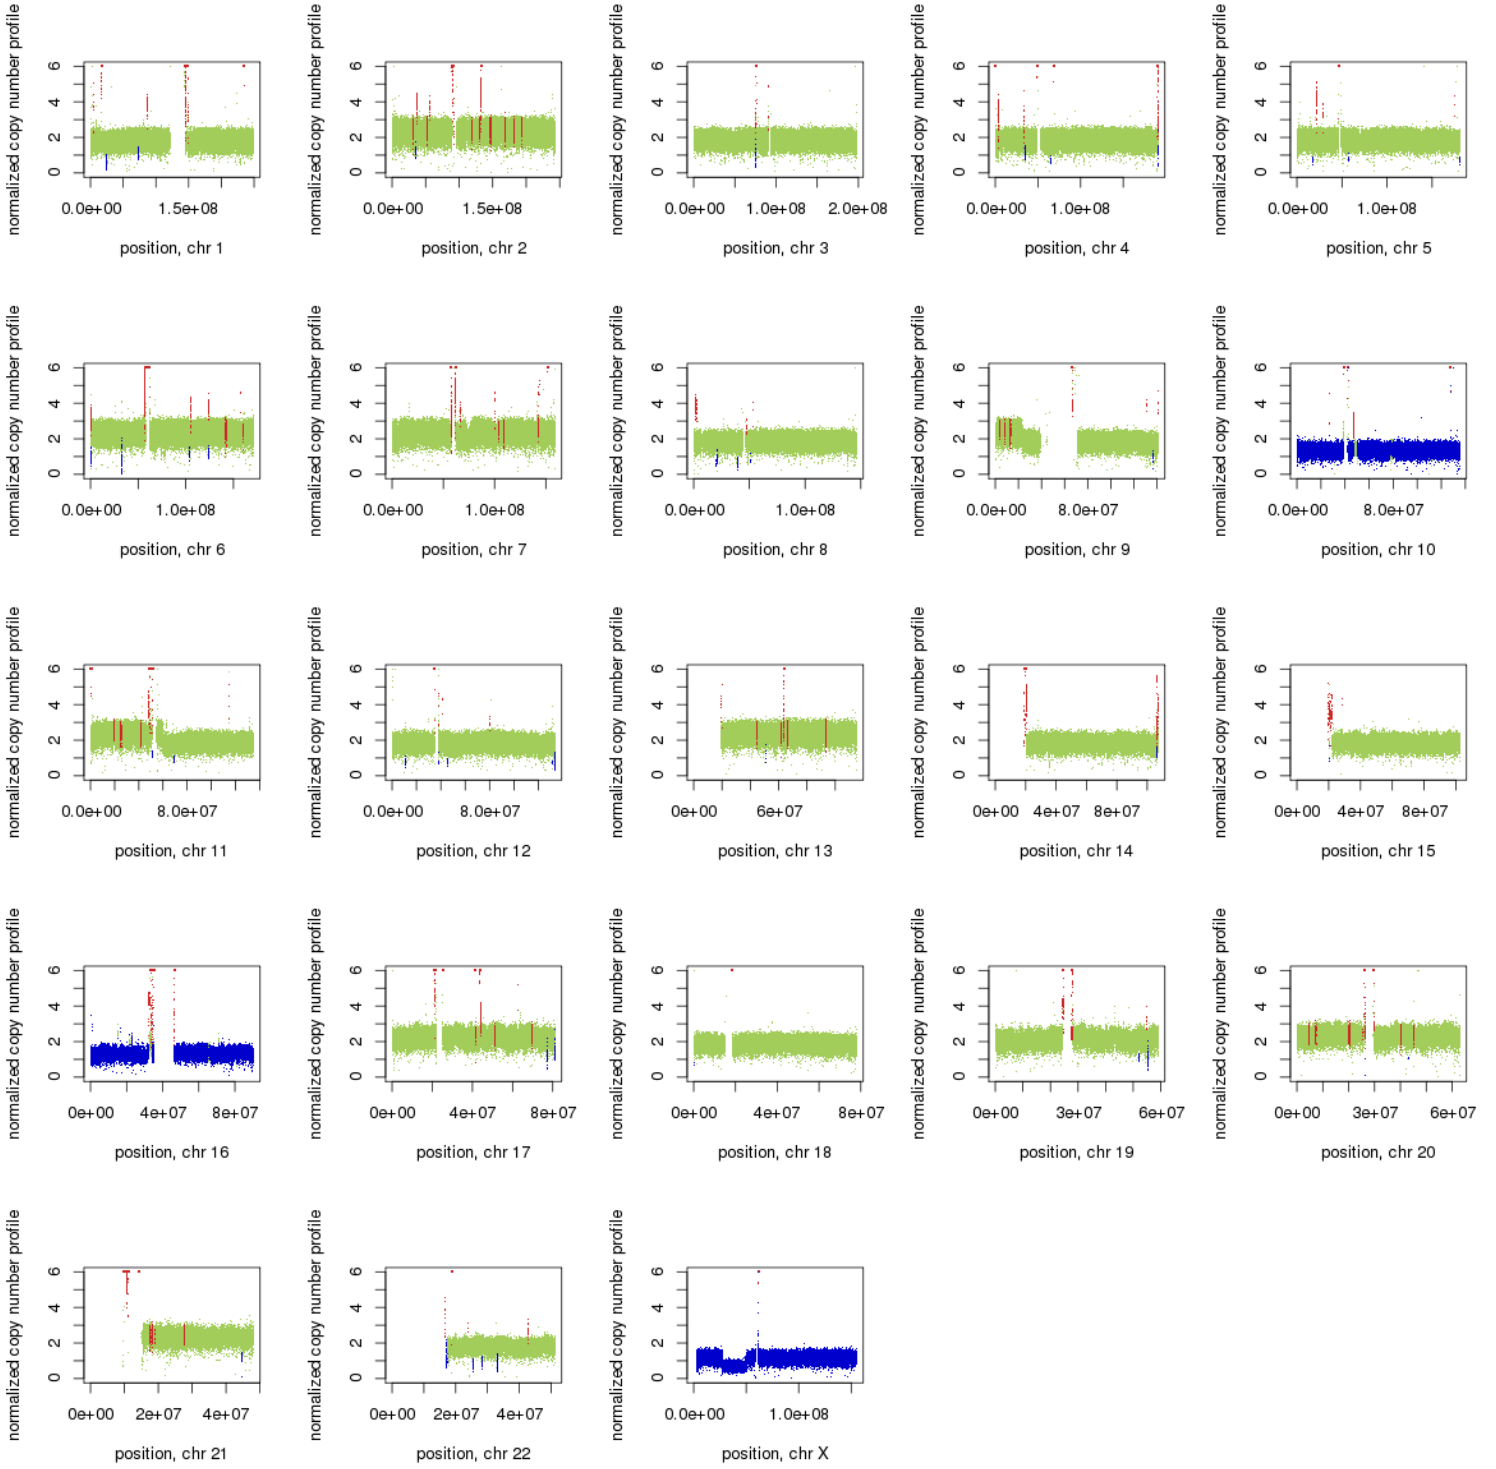 normalized copy number profile
0 2 4 6
0.0e+00 1.5e+08
position, chr 1
normalized copy number profile
0 2 4 6
0.0e+00 1.5e+08
position, chr 2
normalized copy number profile
0 2 4 6
0.0e+00 1.0e+08 2.0e+08
position, chr 3
normalized copy number profile
0 2 4 6
0.0e+00 1.0e+08
position, chr 4
normalized copy number profile
0 2 4 6
0.0e+00 1.0e+08
position, chr 5
normalized copy number profile
0 2 4 6
0.0e+00 1.0e+08
position, chr 6
normalized copy number profile
0 2 4 6
0.0e+00 1.0e+08
position, chr 7
normalized copy number profile
0 2 4 6
0.0e+00 1.0e+08
position, chr 8
normalized copy number profile
0 2 4 6
0.0e+00 8.0e+07
position, chr 9
normalized copy number profile
0 2 4 6
0.0e+00 8.0e+07
position, chr 10
normalized copy number profile
0 2 4 6
0.0e+00 8.0e+07
position, chr 11
normalized copy number profile
0 2 4 6
0.0e+00 8.0e+07
position, chr 12
normalized copy number profile
0 2 4 6
0e+00 6e+07
position, chr 13
normalized copy number profile
0 2 4 6
0e+00 4e+07 8e+07
position, chr 14
normalized copy number profile
0 2 4 6
0e+00 4e+07 8e+07
position, chr 15
normalized copy number profile
0 2 4 6
0e+00 4e+07 8e+07
position, chr 16
normalized copy number profile
0 2 4 6
0e+00 4e+07 8e+07
position, chr 17
normalized copy number profile
0 2 4 6
0e+00 4e+07 8e+07
position, chr 18
normalized copy number profile
0 2 4 6
0e+00 3e+07 6e+07
position, chr 19
normalized copy number profile
0 2 4 6
0e+00 3e+07 6e+07
position, chr 20
normalized copy number profile
0 2 4 6
0e+00 2e+07 4e+07
position, chr 21
normalized copy number profile
0 2 4 6
0e+00 2e+07 4e+07
position, chr 22
normalized copy number profile
0 2 4 6
0.0e+00 1.0e+08
position, chr X